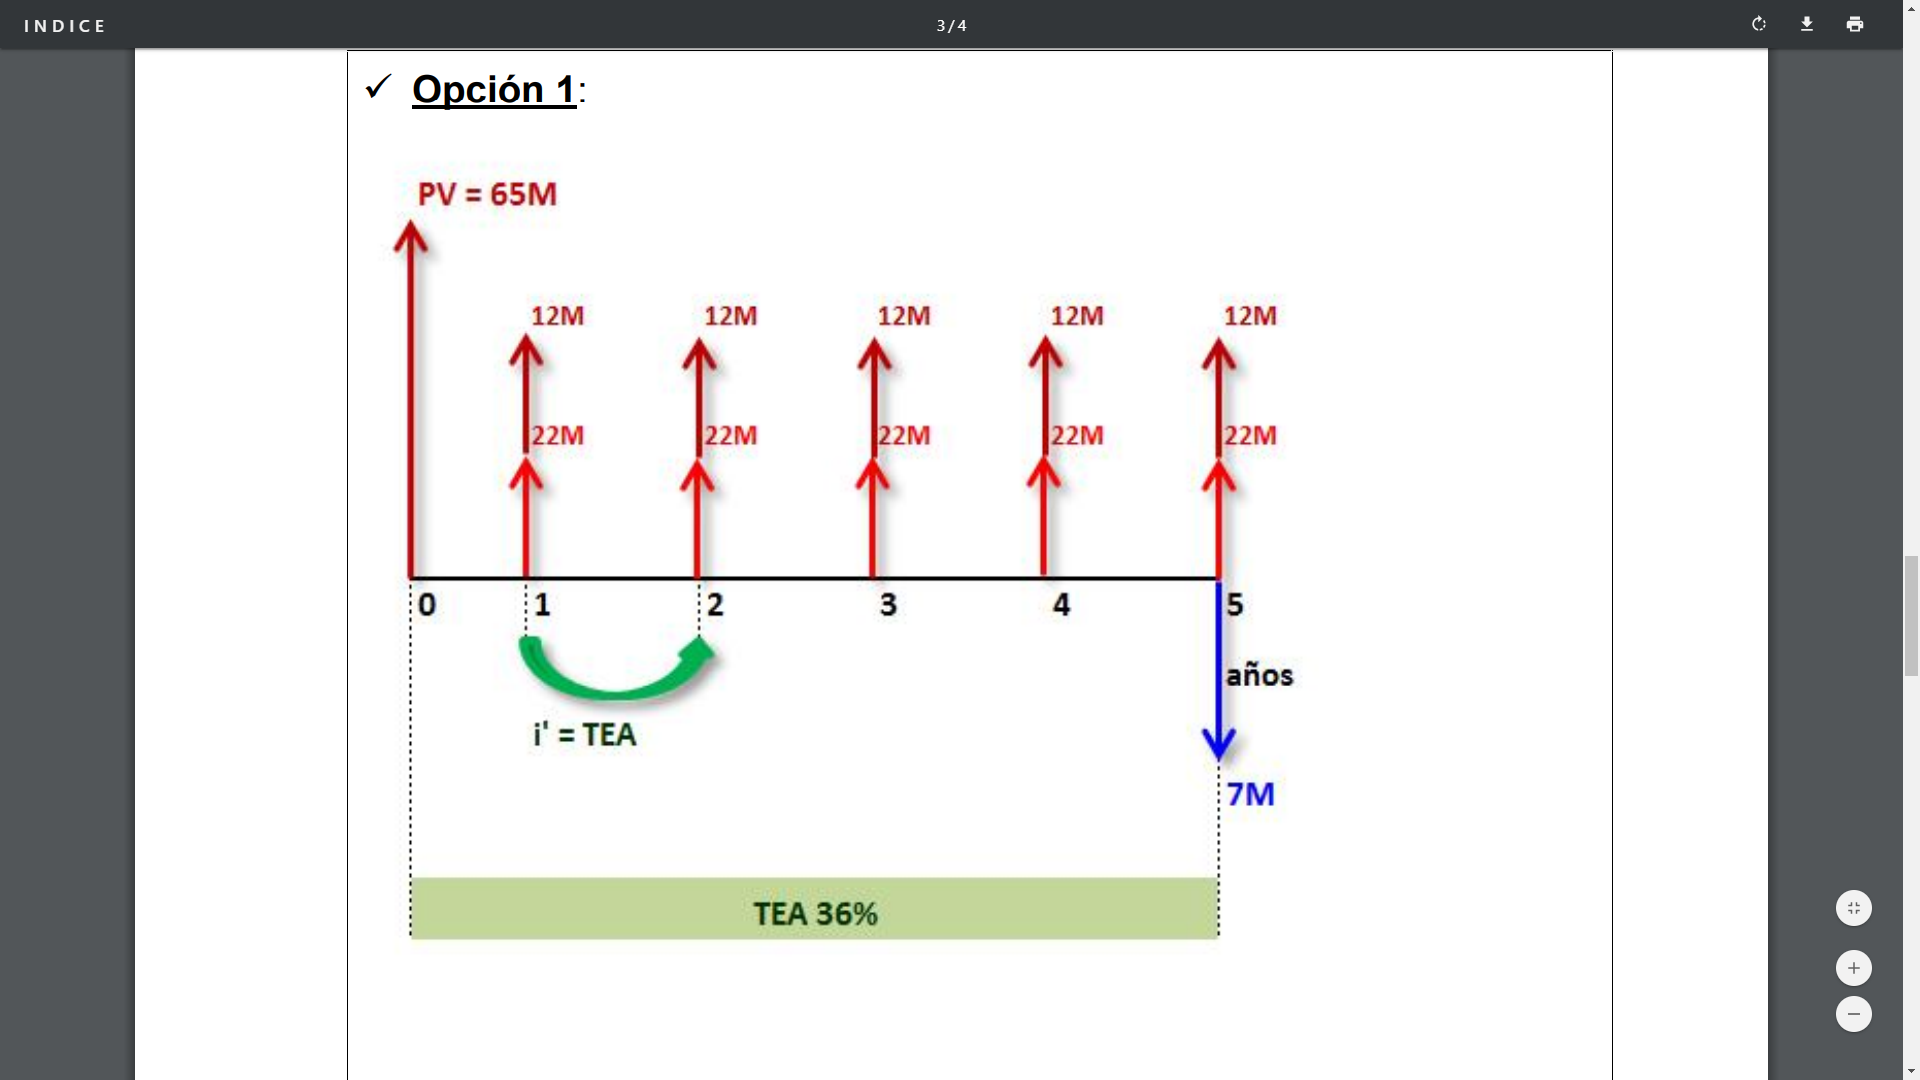 INDICE
3/4
✓ Opción 1:
PV = 65M
12M 12M 12M 12M 12M
22M 22M 22M 22M 22M
0 1 2 3 4 5
años
i' = TEA
7M
TEA 36%